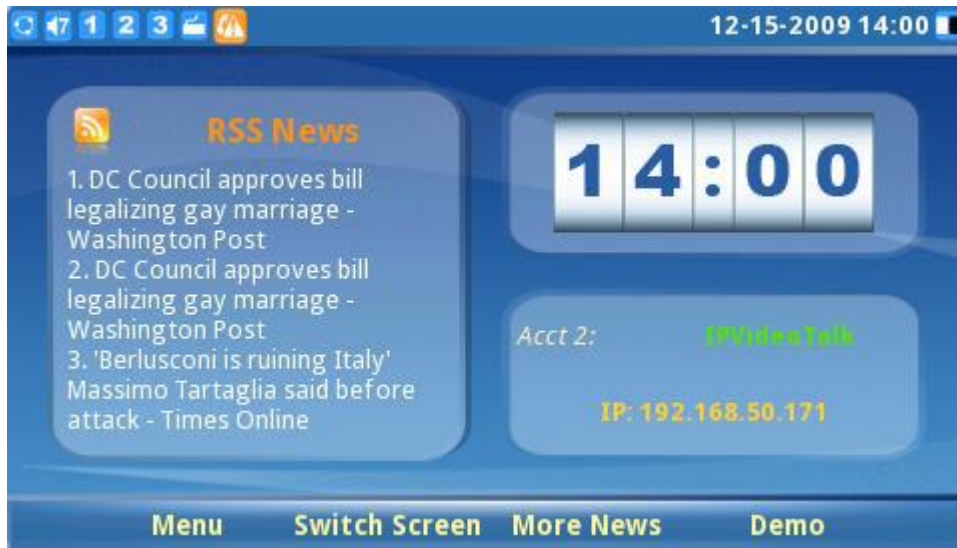 7 1 2 3 12-15-2009 14:00
RSS News
1. DC Council approves bill
legalizing gay marriage -
Washington Post
2. DC Council approves bill
legalizing gay marriage -
Washington Post
3. 'Berlusconi is ruining Italy'
Massimo Tartaglia said before
attack - Times Online
14:00
Acct 2: IPVideoTalk
IP: 192.168.50.171
Menu Switch Screen More News Demo